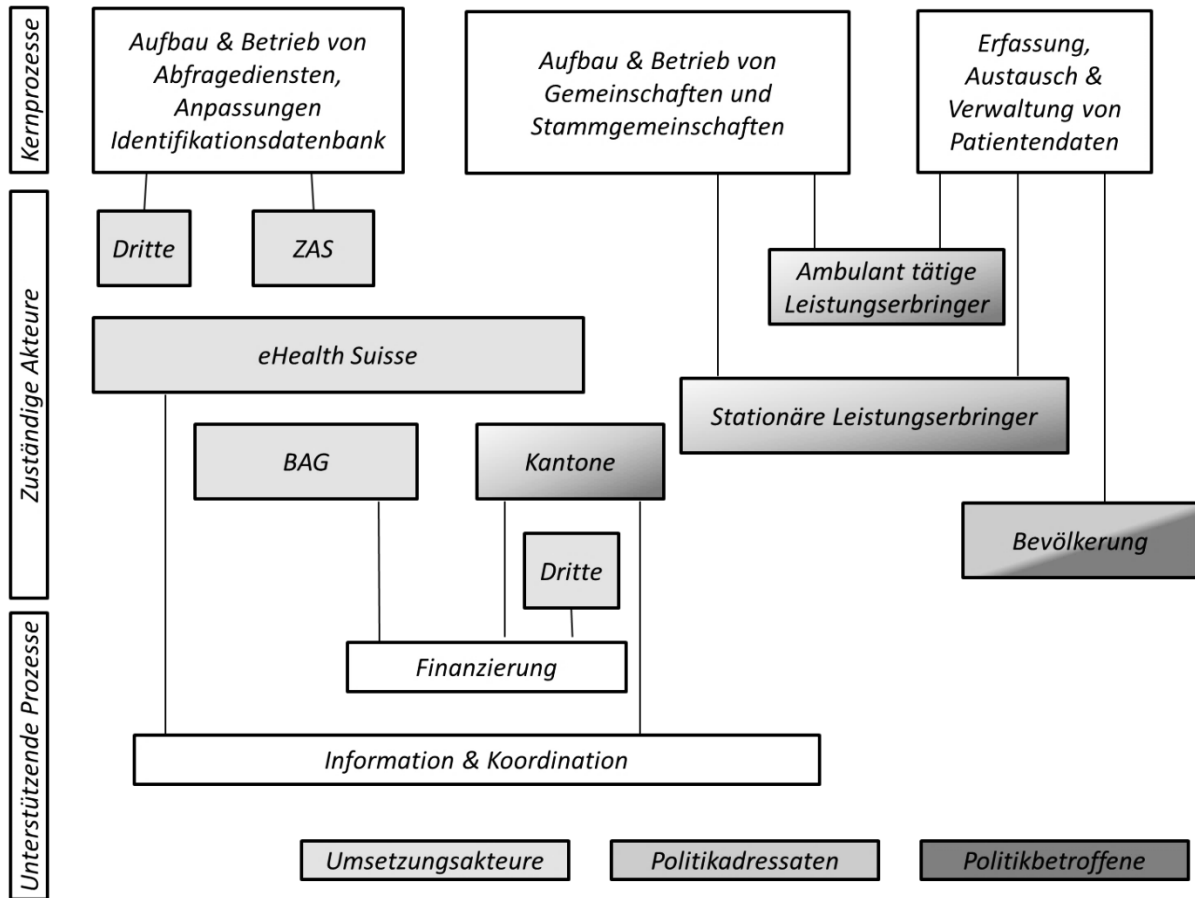 Kernprozesse
Aufbau & Betrieb von
Abfragediensten,
Anpassungen
Identifikationsdatenbank
Aufbau & Betrieb von
Gemeinschaften und
Stammgemeinschaften
Erfassung,
Austausch &
Verwaltung von
Patientendaten
Zuständige Akteure
Dritte
ZAS
Ambulant tätige
Leistungserbringer
eHealth Suisse
Stationäre Leistungserbringer
BAG
Kantone
Bevölkerung
Dritte
Unterstützende Prozesse
Finanzierung
Information & Koordination
Umsetzungsakteure
Politikadressaten
Politikbetroffene